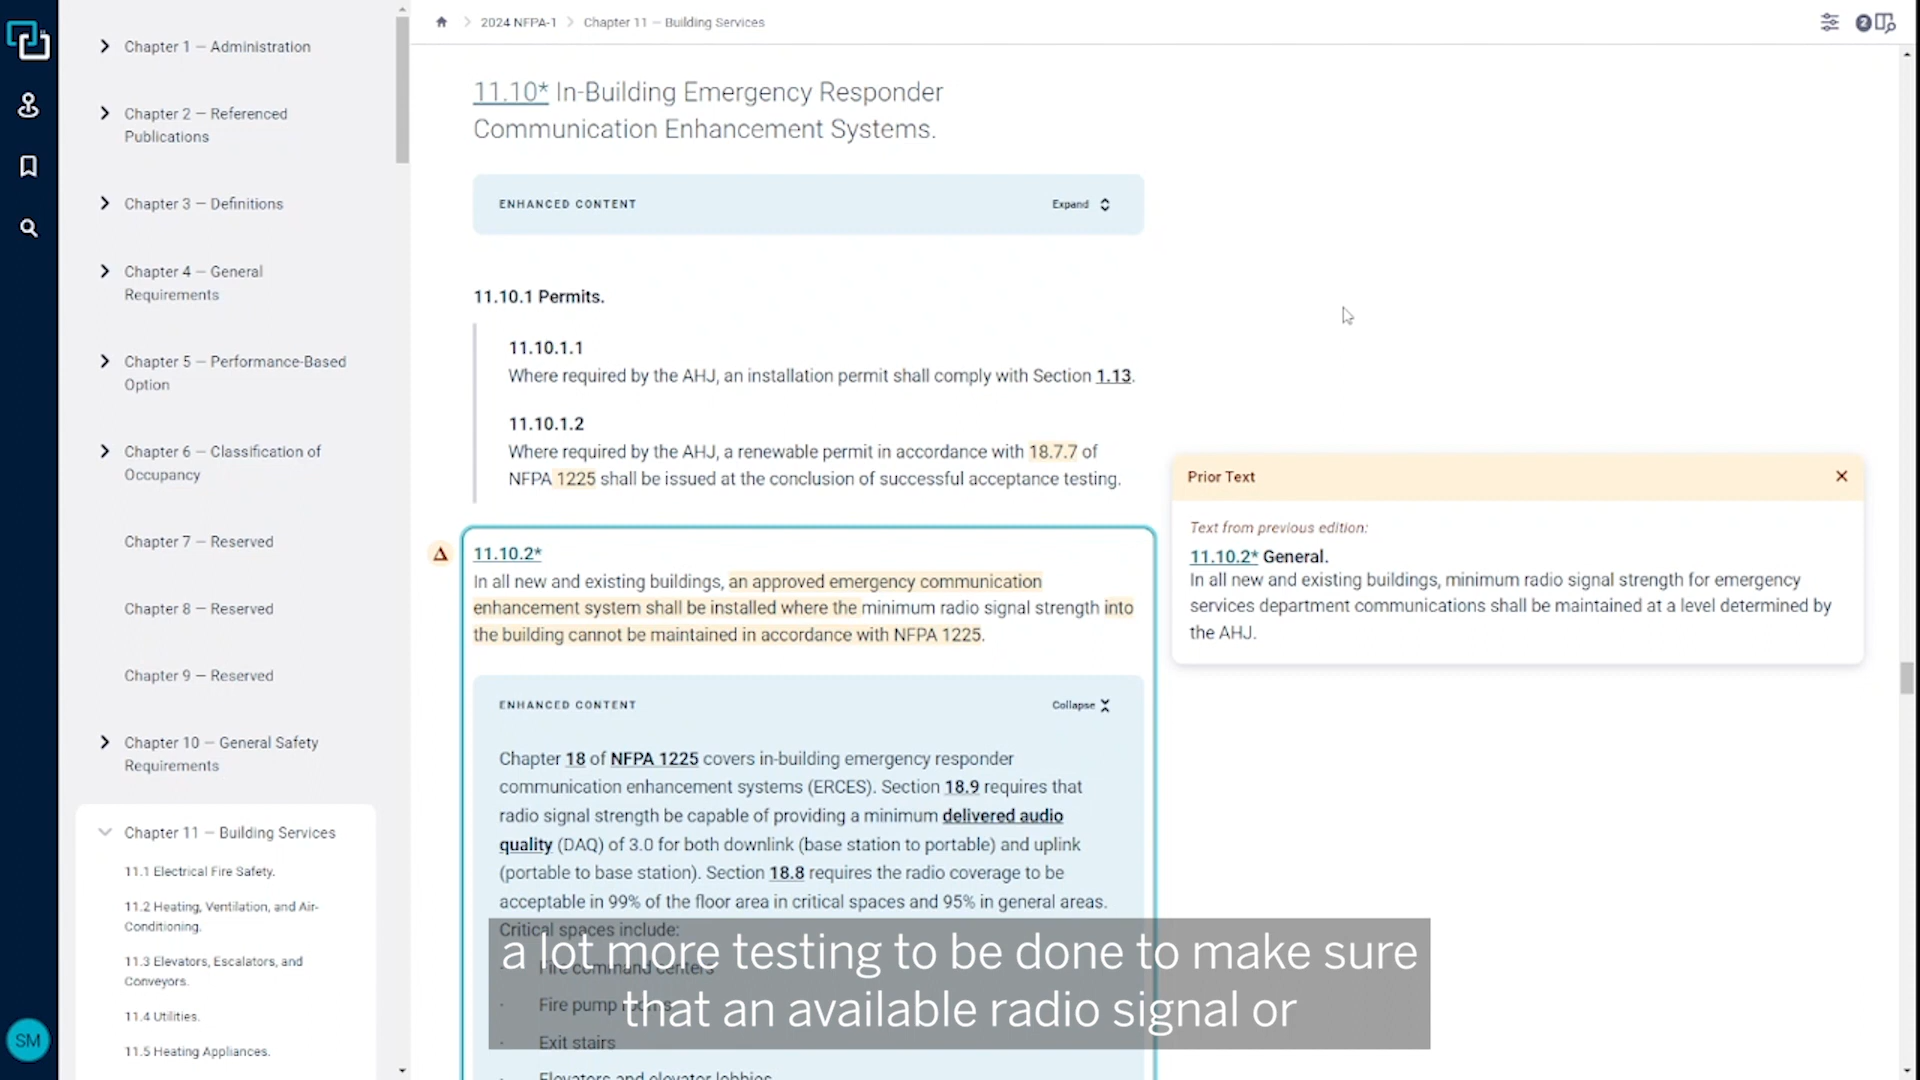 2024 NFPA-1
Chapter 11 — Building Services
2
Chapter 1 — Administration
Chapter 2 — Referenced
Publications
Chapter 3 — Definitions
Chapter 4 — General
Requirements
Chapter 5 — Performance-Based
Option
Chapter 6 — Classification of
Occupancy
Chapter 7 — Reserved
Chapter 8 — Reserved
Chapter 9 — Reserved
Chapter 10 — General Safety
Requirements
Chapter 11 — Building Services
11.1 Electrical Fire Safety.
11.2 Heating, Ventilation, and Air-
Conditioning.
11.3 Elevators, Escalators, and
Conveyors.
11.4 Utilities.
11.5 Heating Appliances.
SM
11.10* In-Building Emergency Responder
Communication Enhancement Systems.
ENHANCED CONTENT
Expand
11.10.1 Permits.
11.10.1.1
Where required by the AHJ, an installation permit shall comply with Section 1.13.
11.10.1.2
Where required by the AHJ, a renewable permit in accordance with 18.7.7 of
NFPA 1225 shall be issued at the conclusion of successful acceptance testing.
Δ
11.10.2*
In all new and existing buildings, an approved emergency communication
enhancement system shall be installed where the minimum radio signal strength into
the building cannot be maintained in accordance with NFPA 1225.
ENHANCED CONTENT
Collapse
Chapter 18 of NFPA 1225 covers in-building emergency responder
communication enhancement systems (ERCES). Section 18.9 requires that
radio signal strength be capable of providing a minimum delivered audio
quality (DAQ) of 3.0 for both downlink (base station to portable) and uplink
(portable to base station). Section 18.8 requires the radio coverage to be
acceptable in 99% of the floor area in critical spaces and 95% in general areas.
Critical spaces include:
· Fire command centers
· Fire pump rooms
· Exit stairs
Elevators and elevator lobbies
Prior Text
Text from previous edition:
11.10.2* General.
In all new and existing buildings, minimum radio signal strength for emergency
services department communications shall be maintained at a level determined by
the AHJ.
a lot more testing to be done to make sure
that an available radio signal or